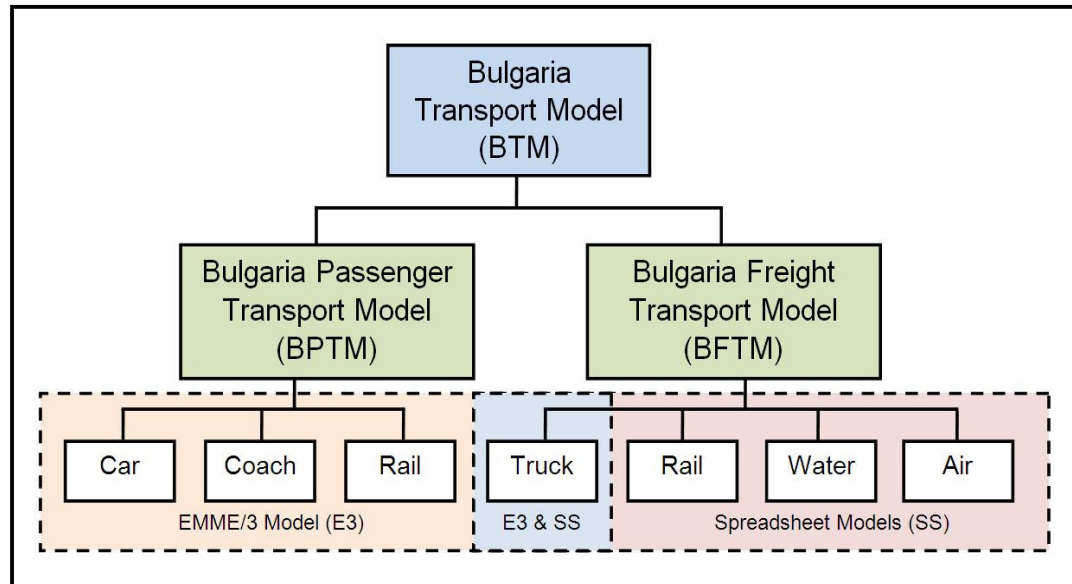 Bulgaria
Transport Model
(BTM)
Bulgaria Passenger
Transport Model
(BPTM)
Bulgaria Freight
Transport Model
(BFTM)
Car
Coach
Rail
Truck
Rail
Water
Air
EMME/3 Model (E3)
E3 & SS
Spreadsheet Models (SS)